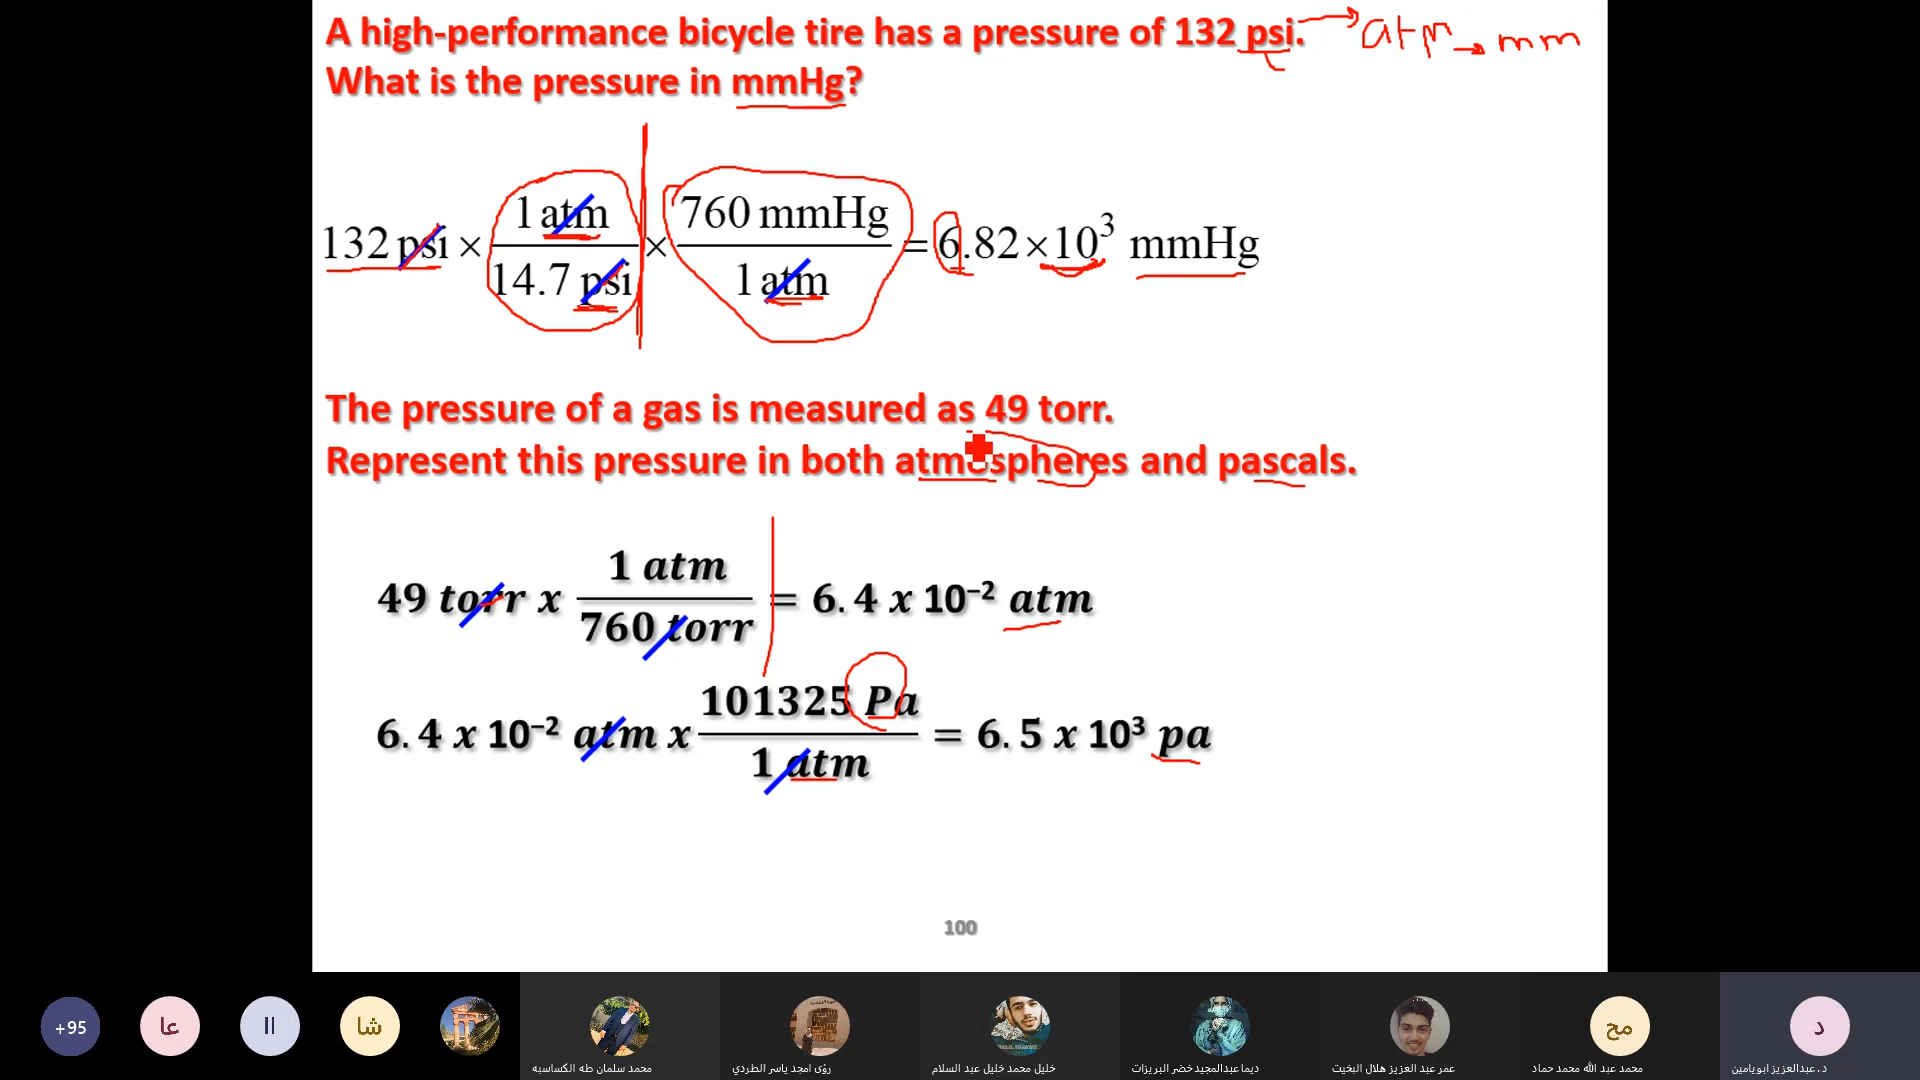 A high-performance bicycle tire has a pressure of 132 psi. → atm → mm
What is the pressure in mmHg?
132 psi × 1 atm / 14.7 psi × 760 mmHg / 1 atm = 6.82×10³ mmHg
The pressure of a gas is measured as 49 torr.
Represent this pressure in both atmospheres and pascals.
49 torr x 1 atm / 760 torr = 6.4 x 10⁻² atm
6.4 x 10⁻² atm x 101325 Pa / 1 atm = 6.5 x 10³ pa
100
+95
عا
اا
شا
مح
د
محمد سلمان طه الكساسبه
رؤى امجد ياسر الطردي
خليل محمد خليل عبد السلام
ديما عبدالمجيد خضر البريزات
عمر عبد العزيز هلال البخيت
محمد عبد الله محمد حماد
د.عبدالعزيز ابويامين